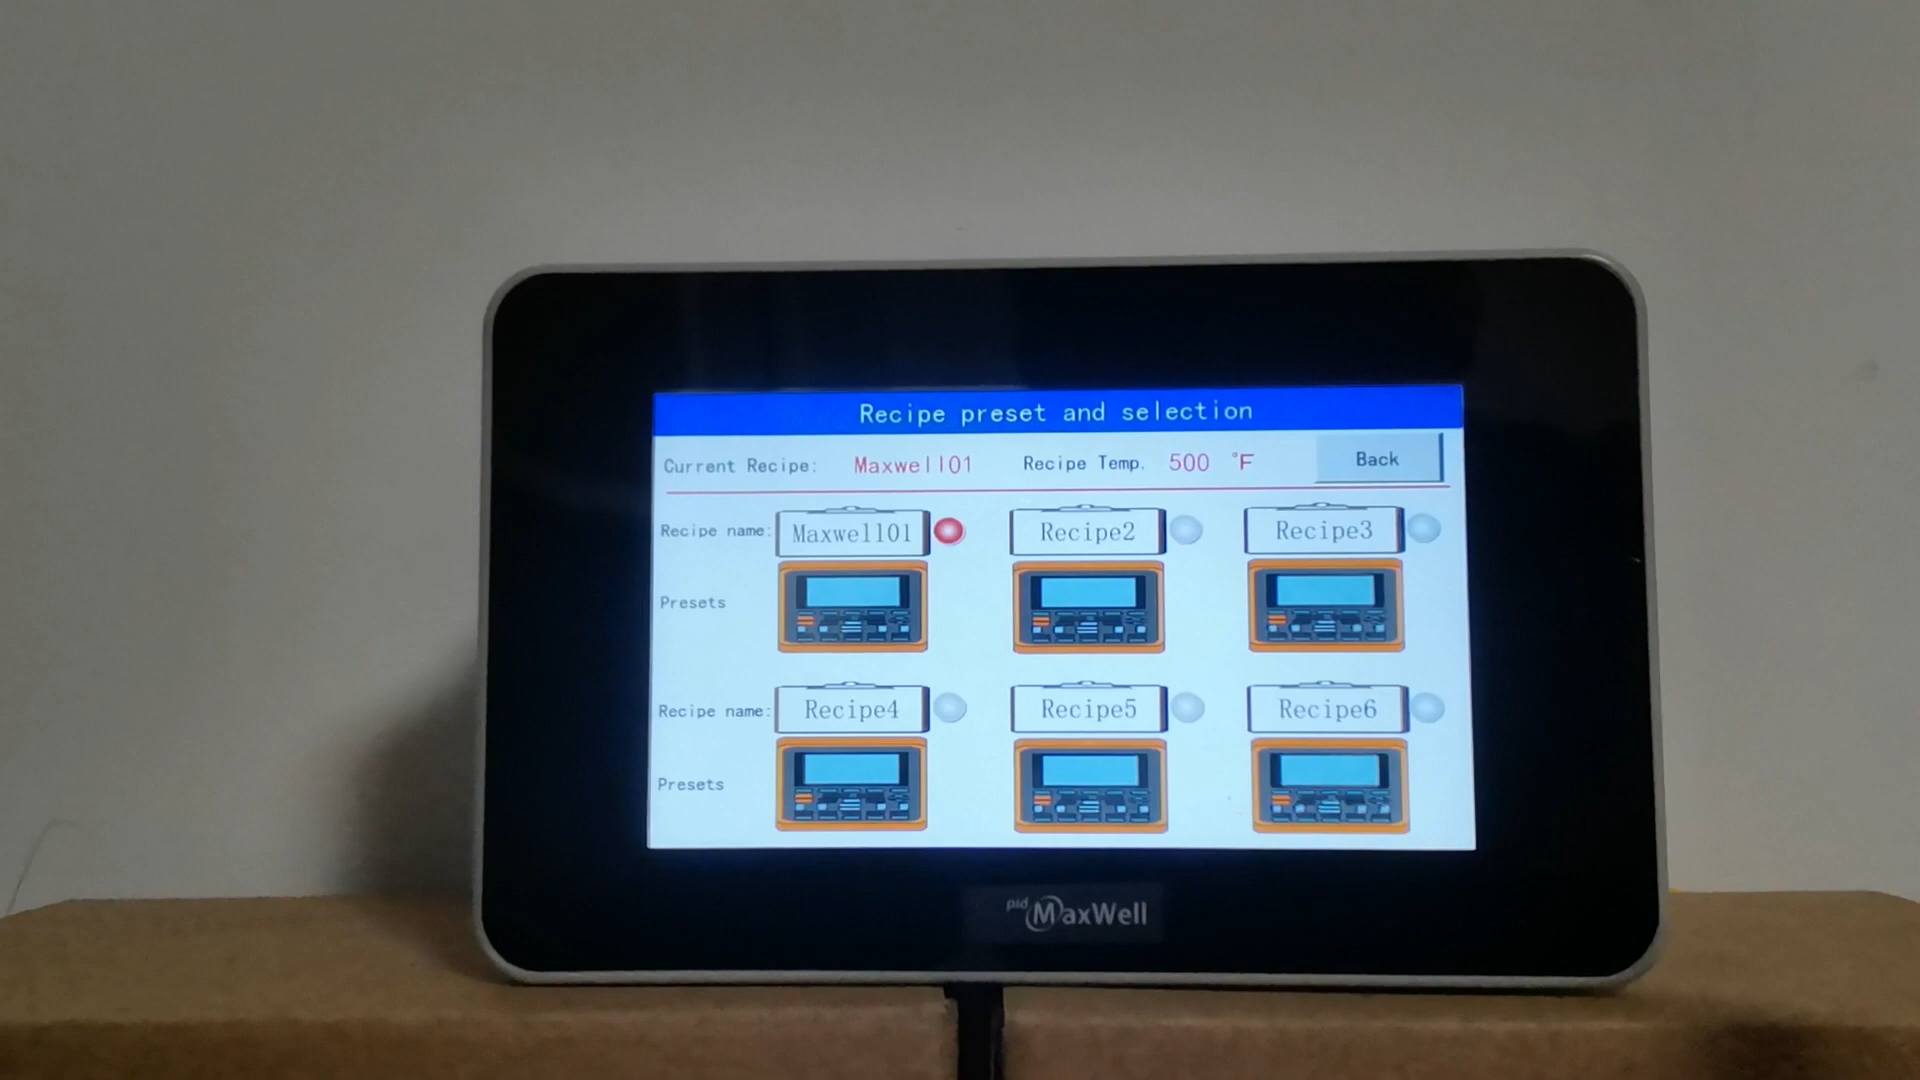 Recipe preset and selection
Current Recipe: Maxwell01 Recipe Temp. 500 °F Back
Recipe name: Maxwell01 Recipe2 Recipe3
Presets
Recipe name: Recipe4 Recipe5 Recipe6
Presets
pid MaxWell